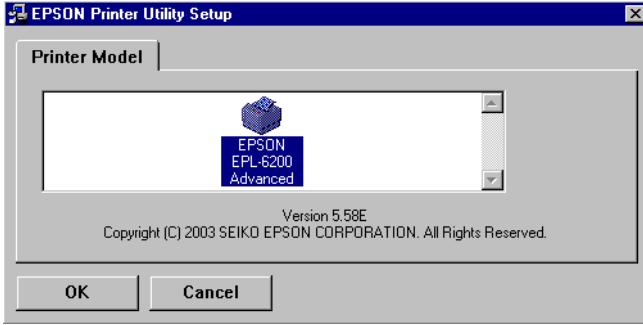 EPSON Printer Utility Setup
Printer Model
EPSON
EPL-6200
Advanced
Version 5.58E
Copyright (C) 2003 SEIKO EPSON CORPORATION. All Rights Reserved.
OK
Cancel